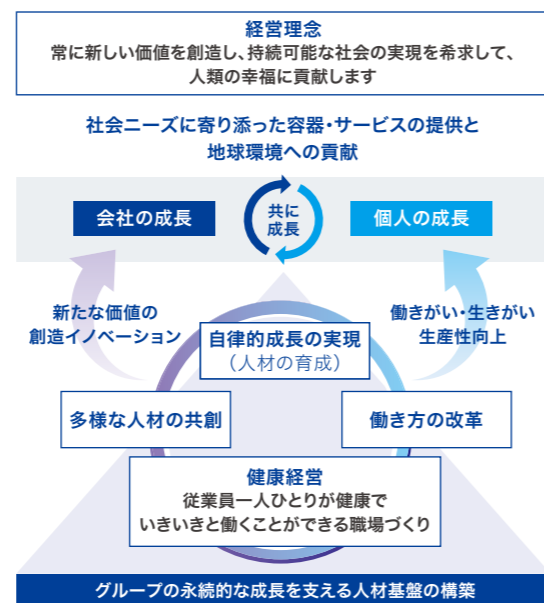 経営理念
常に新しい価値を創造し、持続可能な社会の実現を希求して、
人類の幸福に貢献します
社会ニーズに寄り添った容器・サービスの提供と
地球環境への貢献
会社の成長
共に
成長
個人の成長
新たな価値の
創造イノベーション
働きがい・生きがい
生産性向上
自律的成長の実現
（人材の育成）
多様な人材の共創
働き方の改革
健康経営
従業員一人ひとりが健康で
いきいきと働くことができる職場づくり
グループの永続的な成長を支える人材基盤の構築